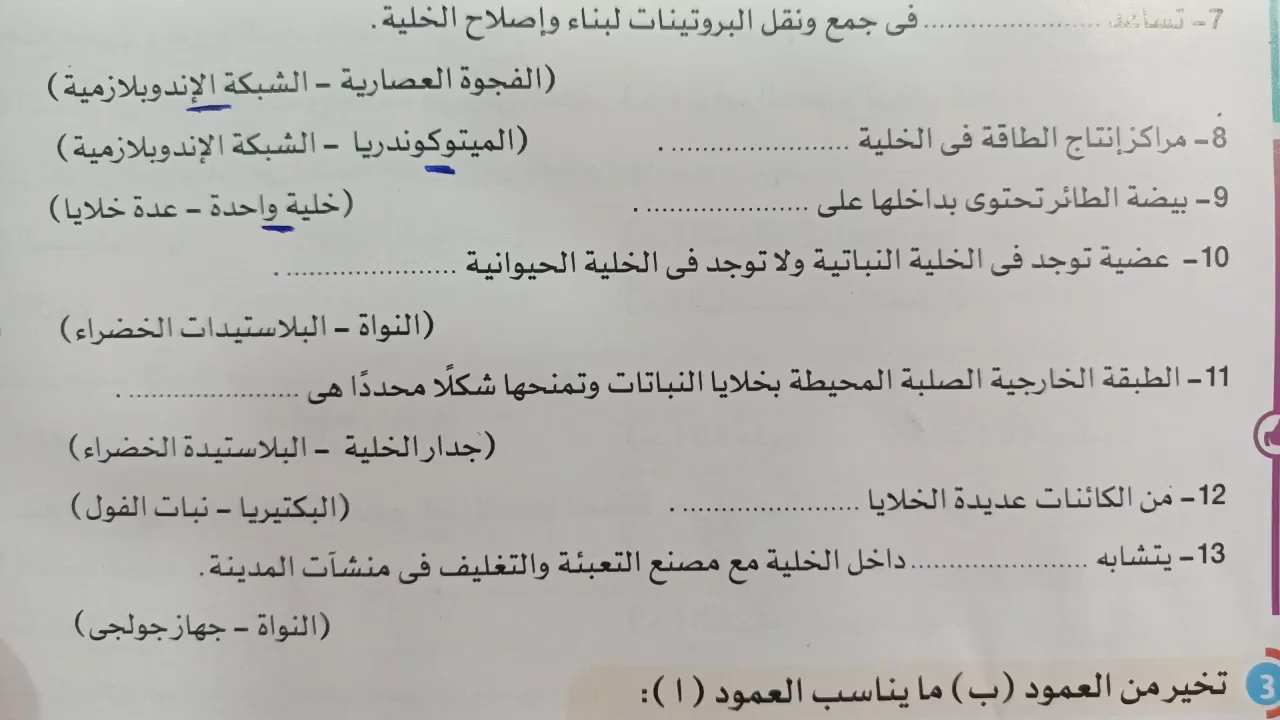 7- تساعد ..................... فى جمع ونقل البروتينات لبناء وإصلاح الخلية.
(الفجوة العصارية - الشبكة الإندوبلازمية)
8- مراكز إنتاج الطاقة فى الخلية ..................... . (الميتوكوندريا - الشبكة الإندوبلازمية)
9- بيضة الطائر تحتوى بداخلها على ..................... . (خلية واحدة - عدة خلايا)
10- عضية توجد فى الخلية النباتية ولا توجد فى الخلية الحيوانية ..................... .
(النواة - البلاستيدات الخضراء)
11- الطبقة الخارجية الصلبة المحيطة بخلايا النباتات وتمنحها شكلًا محددًا هى ..................... .
(جدار الخلية - البلاستيدة الخضراء)
12- من الكائنات عديدة الخلايا ..................... . (البكتيريا - نبات الفول)
13- يتشابه ..................... داخل الخلية مع مصنع التعبئة والتغليف فى منشآت المدينة.
(النواة - جهاز جولجى)
3 تخير من العمود (ب) ما يناسب العمود (ا):